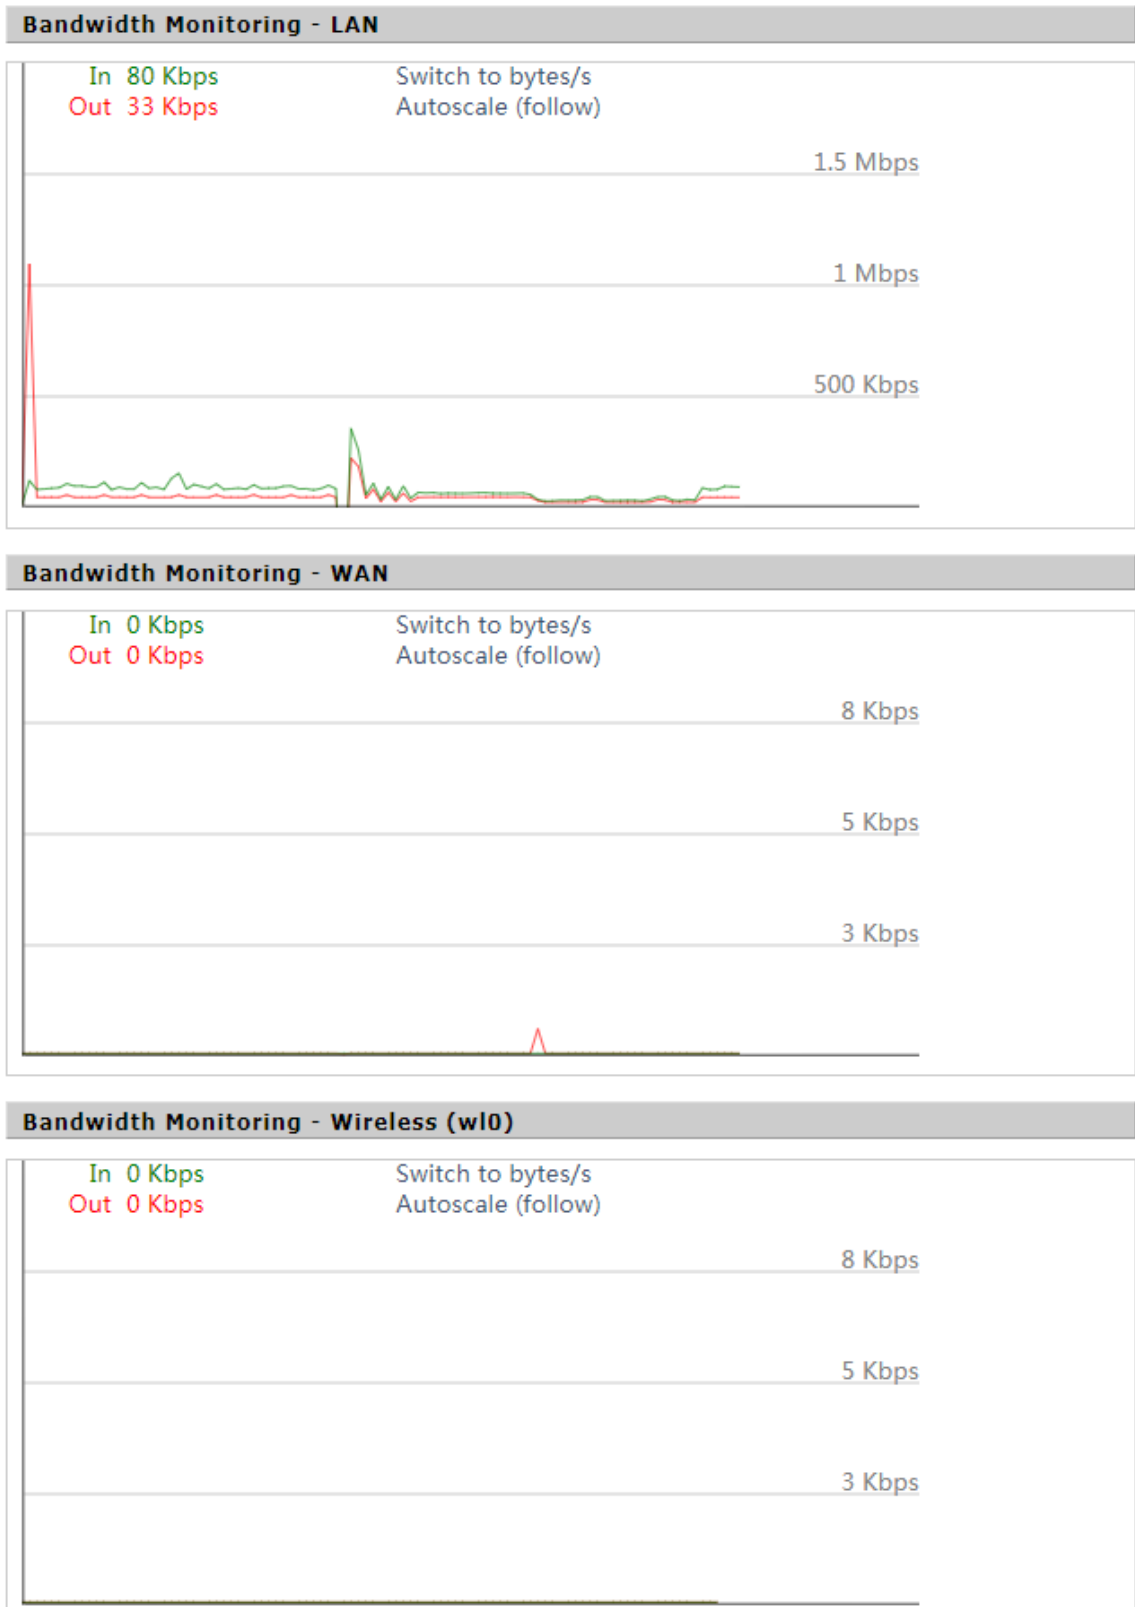 Bandwidth Monitoring - LAN
In 80 Kbps Switch to bytes/s
Out 33 Kbps Autoscale (follow)
1.5 Mbps
1 Mbps
500 Kbps
Bandwidth Monitoring - WAN
In 0 Kbps Switch to bytes/s
Out 0 Kbps Autoscale (follow)
8 Kbps
5 Kbps
3 Kbps
Bandwidth Monitoring - Wireless (wl0)
In 0 Kbps Switch to bytes/s
Out 0 Kbps Autoscale (follow)
8 Kbps
5 Kbps
3 Kbps